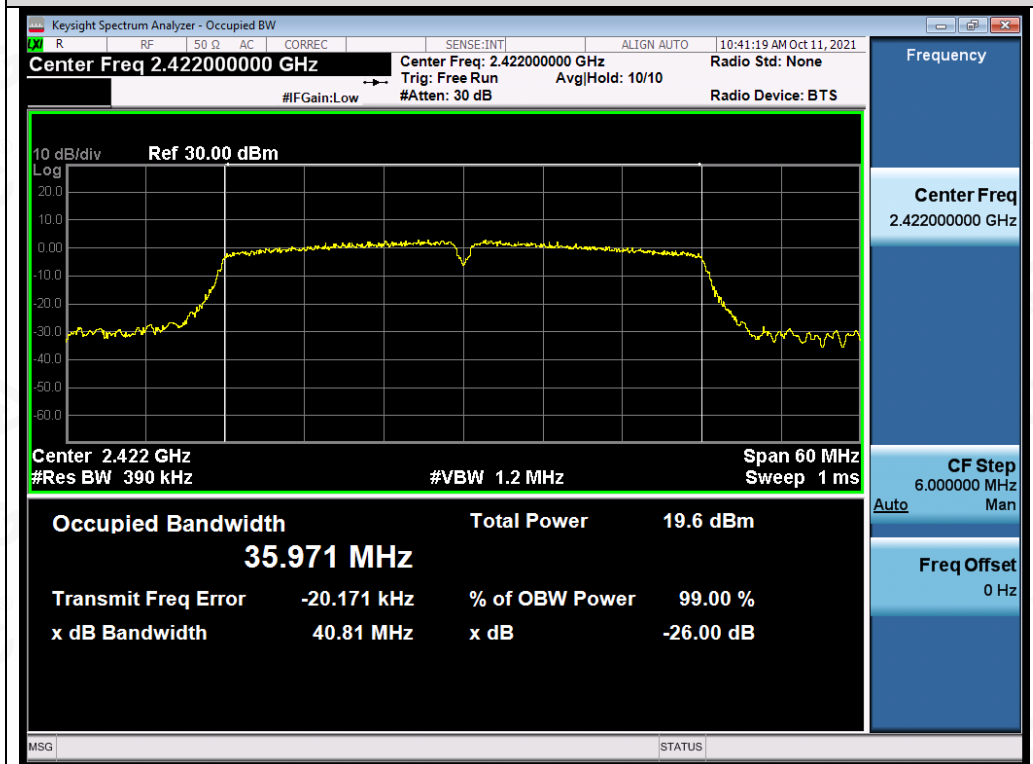 Keysight Spectrum Analyzer - Occupied BW
LXI R RF 50 Ω AC CORREC SENSE:INT ALIGN AUTO 10:41:19 AM Oct 11, 2021
Center Freq 2.422000000 GHz
Center Freq: 2.422000000 GHz
Radio Std: None
Trig: Free Run Avg|Hold: 10/10
#IFGain:Low
#Atten: 30 dB
Radio Device: BTS
10 dB/div Ref 30.00 dBm
Log
20.0
10.0
0.00
-10.0
-20.0
-30.0
-40.0
-50.0
-60.0
Center 2.422 GHz Span 60 MHz
#Res BW 390 kHz #VBW 1.2 MHz Sweep 1 ms
Occupied Bandwidth Total Power 19.6 dBm
35.971 MHz
Transmit Freq Error -20.171 kHz % of OBW Power 99.00 %
x dB Bandwidth 40.81 MHz x dB -26.00 dB
MSG STATUS
Frequency
Center Freq
2.422000000 GHz
CF Step
6.000000 MHz
Auto Man
Freq Offset
0 Hz